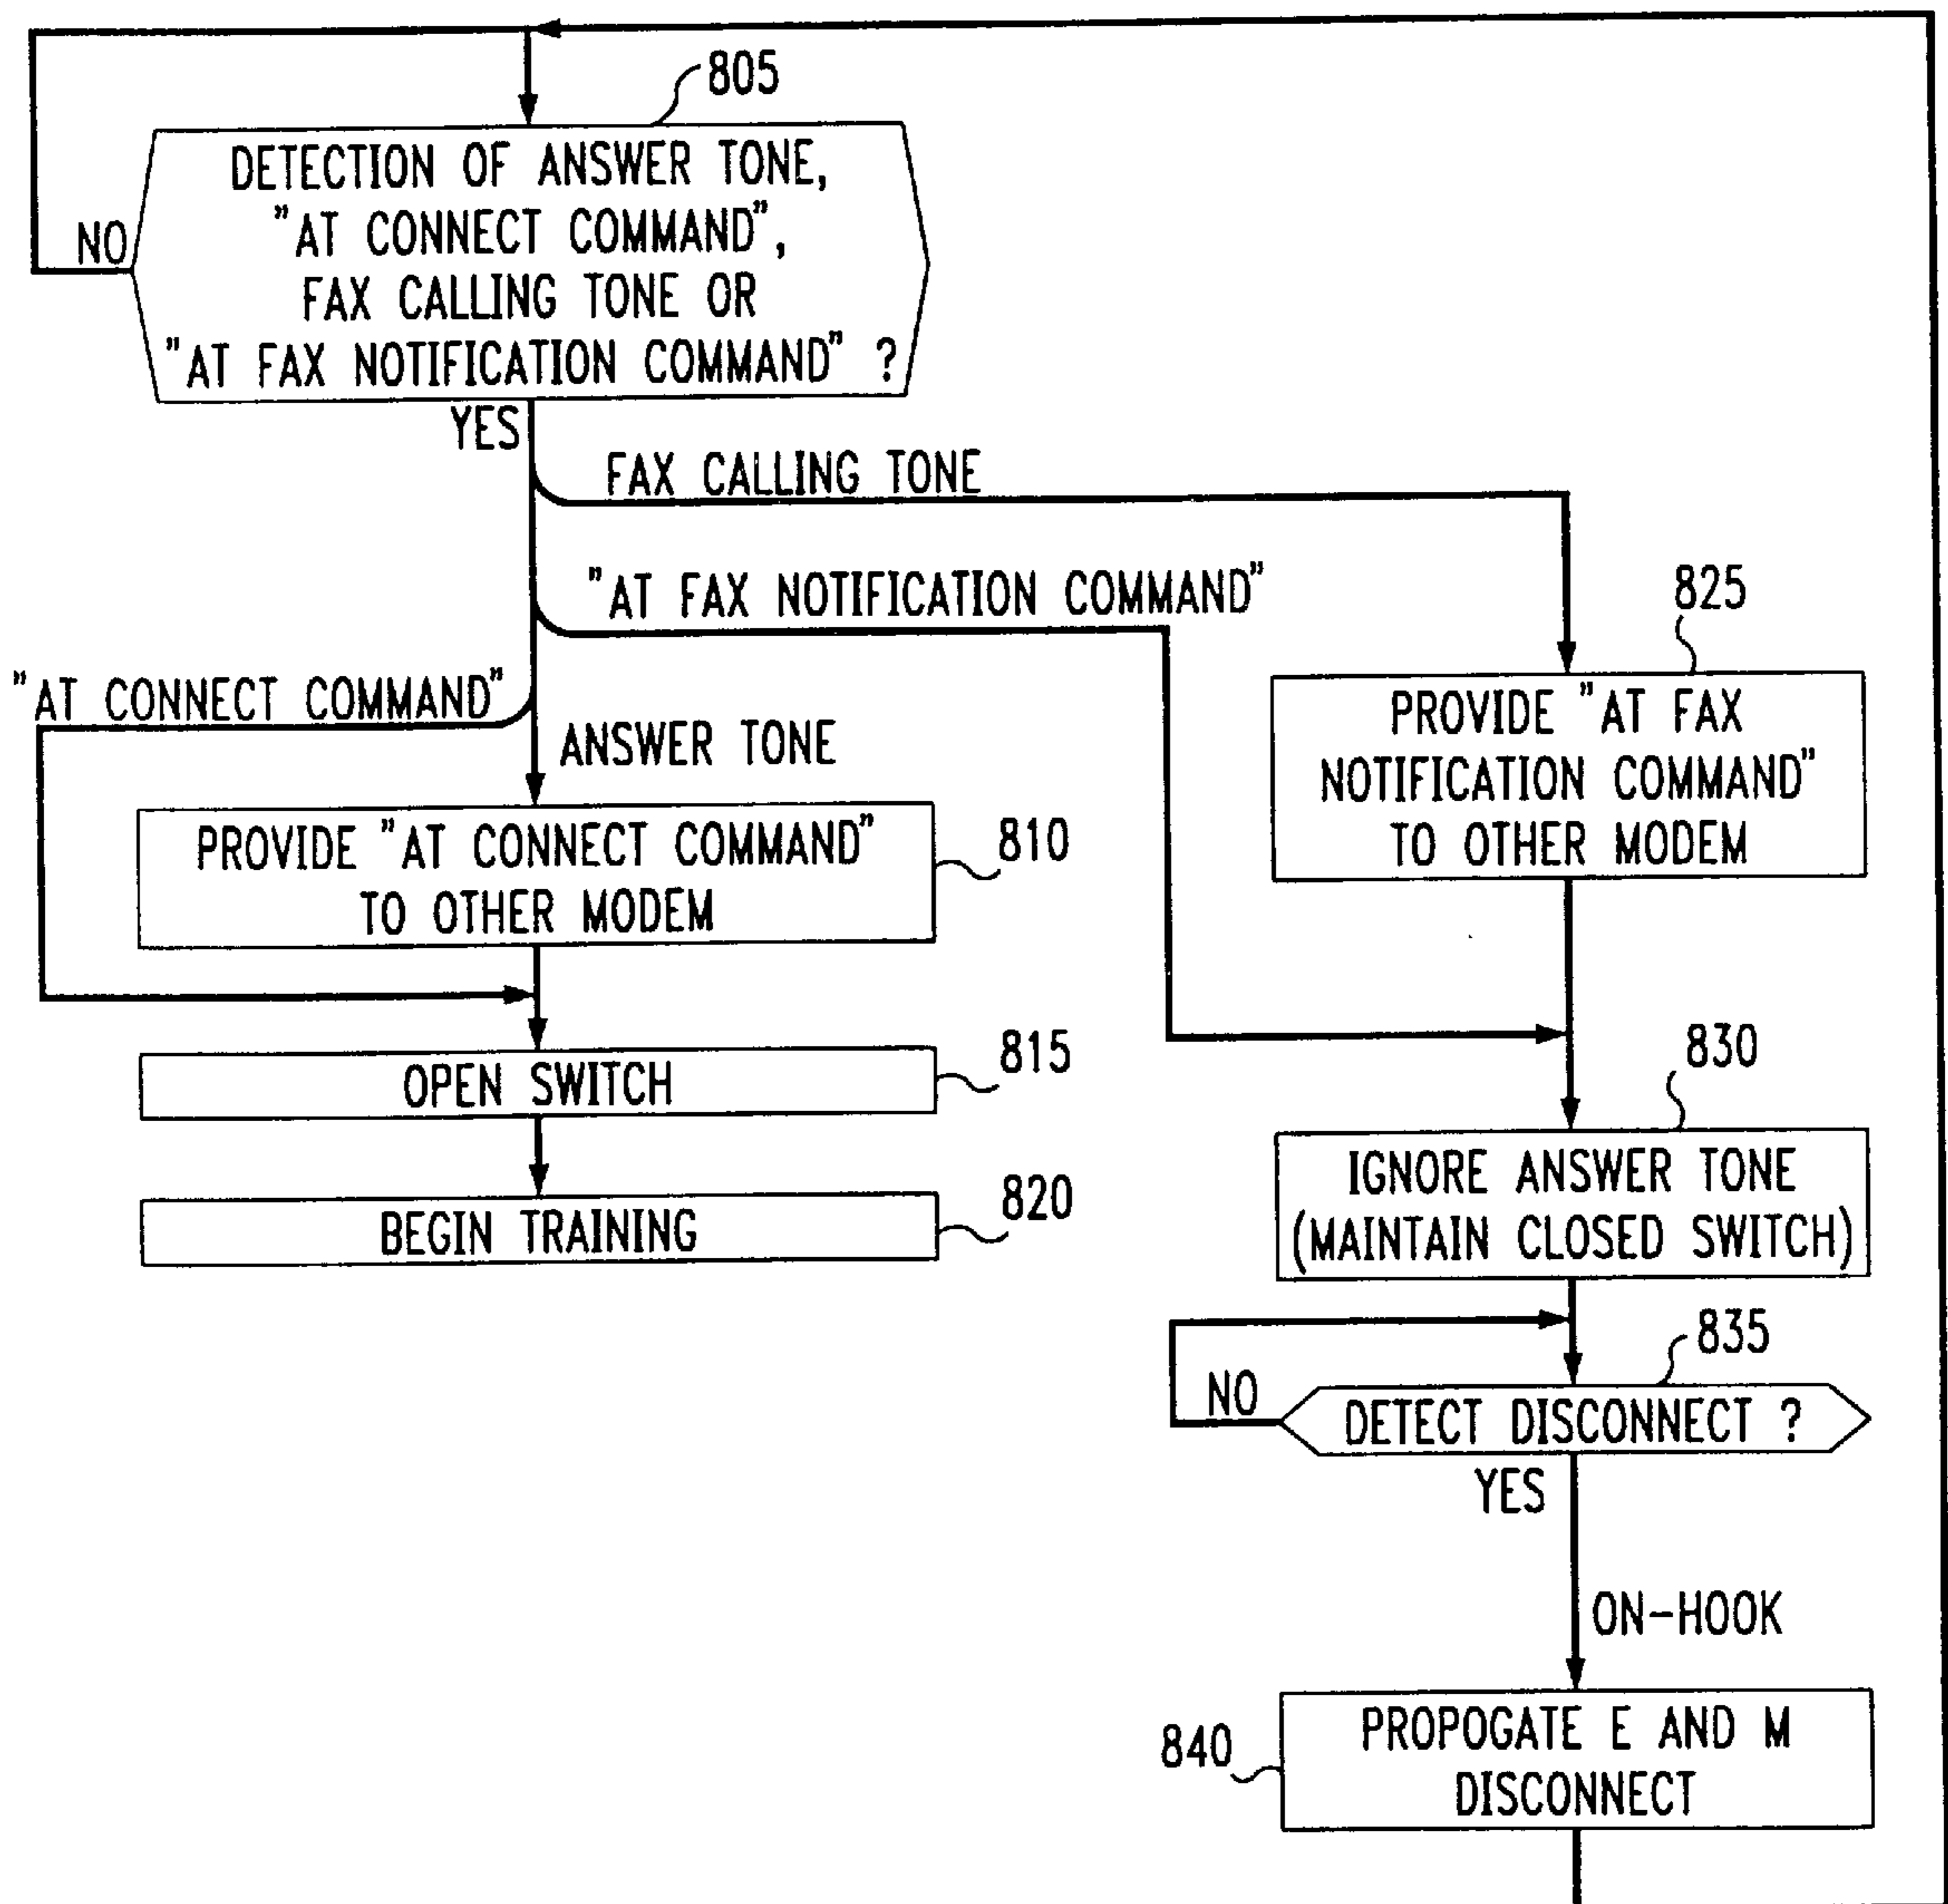 805
DETECTION OF ANSWER TONE,
"AT CONNECT COMMAND",
FAX CALLING TONE OR
"AT FAX NOTIFICATION COMMAND" ?
NO
YES
FAX CALLING TONE
"AT FAX NOTIFICATION COMMAND"
"AT CONNECT COMMAND"
ANSWER TONE
825
PROVIDE "AT FAX
NOTIFICATION COMMAND"
TO OTHER MODEM
PROVIDE "AT CONNECT COMMAND"
TO OTHER MODEM
810
OPEN SWITCH
815
BEGIN TRAINING
820
830
IGNORE ANSWER TONE
(MAINTAIN CLOSED SWITCH)
835
NO
DETECT DISCONNECT ?
YES
ON-HOOK
840
PROPOGATE E AND M
DISCONNECT